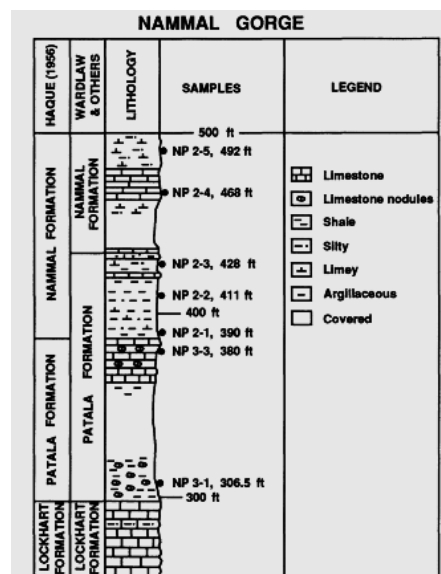 NAMMAL GORGE
HAQUE (1956)
WARDLAW & OTHERS
LITHOLOGY
SAMPLES
LEGEND
500 ft
NP 2-5, 492 ft
NP 2-4, 468 ft
NP 2-3, 428 ft
NP 2-2, 411 ft
400 ft
NP 2-1, 390 ft
NP 3-3, 380 ft
NP 3-1, 306.5 ft
300 ft
NAMMAL FORMATION
PATALA FORMATION
LOCKHART FORMATION
NAMMAL FORMATION
PATALA FORMATION
LOCKHART FORMATION
Limestone
Limestone nodules
Shale
Silty
Limey
Argillaceous
Covered